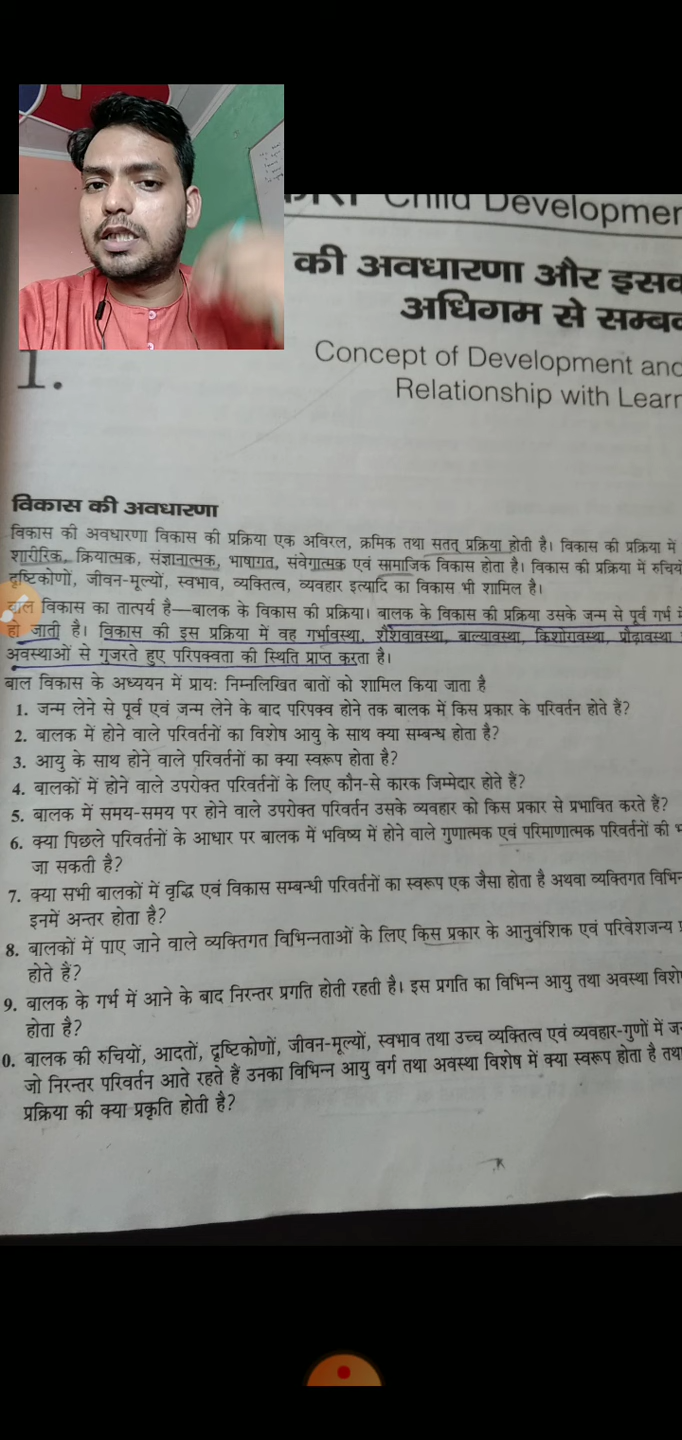 Child Developmen
की अवधारणा और इसक
अधिगम से सम्ब
Concept of Development and
Relationship with Learn
1.
विकास की अवधारणा
विकास की अवधारणा विकास की प्रक्रिया एक अविरल, क्रमिक तथा सतत् प्रक्रिया होती है। विकास की प्रक्रिया में
शारीरिक, क्रियात्मक, संज्ञानात्मक, भाषागत, संवेगात्मक एवं सामाजिक विकास होता है। विकास की प्रक्रिया में रुचियों
दृष्टिकोणों, जीवन-मूल्यों, स्वभाव, व्यक्तित्व, व्यवहार इत्यादि का विकास भी शामिल है।
बाल विकास का तात्पर्य है—बालक के विकास की प्रक्रिया। बालक के विकास की प्रक्रिया उसके जन्म से पूर्व गर्भ में
हो जाती है। विकास की इस प्रक्रिया में वह गर्भावस्था, शैशवावस्था, बाल्यावस्था, किशोरावस्था, प्रौढ़ावस्था
अवस्थाओं से गुजरते हुए परिपक्वता की स्थिति प्राप्त करता है।
बाल विकास के अध्ययन में प्रायः निम्नलिखित बातों को शामिल किया जाता है
1. जन्म लेने से पूर्व एवं जन्म लेने के बाद परिपक्व होने तक बालक में किस प्रकार के परिवर्तन होते हैं?
2. बालक में होने वाले परिवर्तनों का विशेष आयु के साथ क्या सम्बन्ध होता है?
3. आयु के साथ होने वाले परिवर्तनों का क्या स्वरूप होता है?
4. बालकों में होने वाले उपरोक्त परिवर्तनों के लिए कौन-से कारक जिम्मेदार होते हैं?
5. बालक में समय-समय पर होने वाले उपरोक्त परिवर्तन उसके व्यवहार को किस प्रकार से प्रभावित करते हैं?
6. क्या पिछले परिवर्तनों के आधार पर बालक में भविष्य में होने वाले गुणात्मक एवं परिमाणात्मक परिवर्तनों की
जा सकती है?
7. क्या सभी बालकों में वृद्धि एवं विकास सम्बन्धी परिवर्तनों का स्वरूप एक जैसा होता है अथवा व्यक्तिगत विभिन
इनमें अन्तर होता है?
8. बालकों में पाए जाने वाले व्यक्तिगत विभिन्नताओं के लिए किस प्रकार के आनुवंशिक एवं परिवेशजन्य
होते हैं?
9. बालक के गर्भ में आने के बाद निरन्तर प्रगति होती रहती है। इस प्रगति का विभिन्न आयु तथा अवस्था विशे
होता है?
0. बालक की रुचियों, आदतों, दृष्टिकोणों, जीवन-मूल्यों, स्वभाव तथा उच्च व्यक्तित्व एवं व्यवहार-गुणों में ज
जो निरन्तर परिवर्तन आते रहते हैं उनका विभिन्न आयु वर्ग तथा अवस्था विशेष में क्या स्वरूप होता है तथ
प्रक्रिया की क्या प्रकृति होती है?